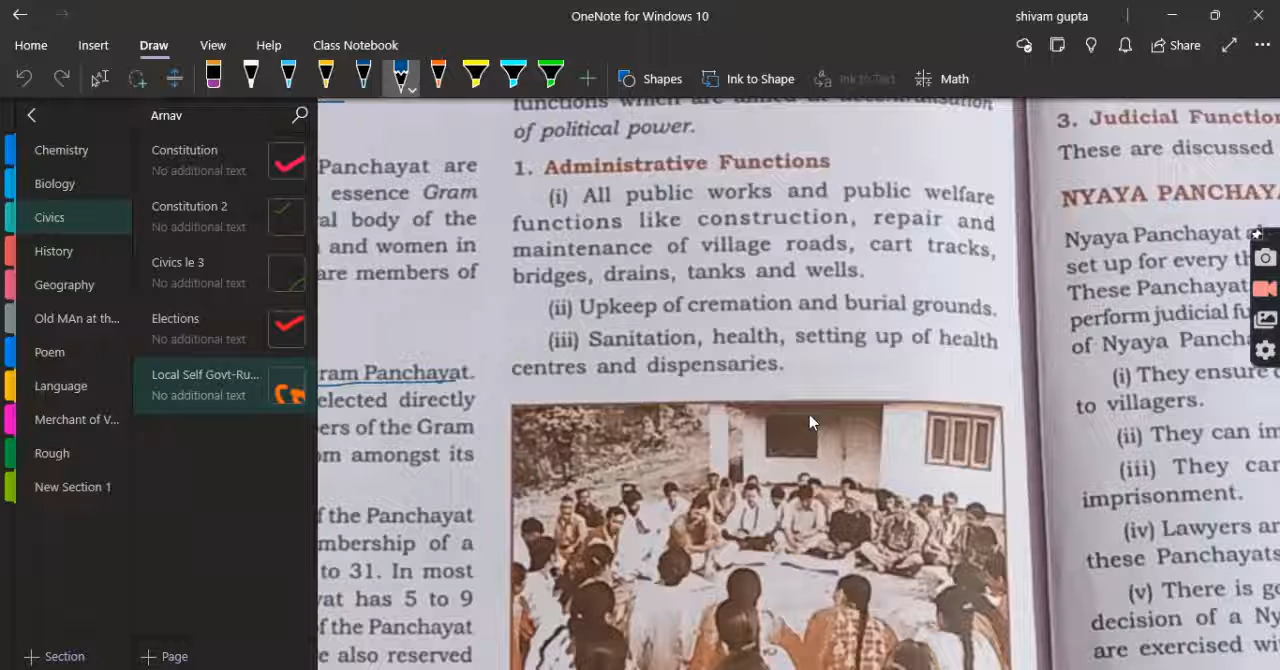 OneNote for Windows 10
shivam gupta
Home Insert Draw View Help Class Notebook
Share
Shapes
Ink to Shape
Ink to Text
Math
Arnav
Chemistry
Biology
Civics
History
Geography
Old MAn at th...
Poem
Language
Merchant of V...
Rough
New Section 1
Section
Constitution
No additional text
Constitution 2
No additional text
Civics le 3
No additional text
Elections
No additional text
Local Self Govt-Ru...
No additional text
Page
Panchayat are
essence Gram
al body of the
and women in
are members of
ram Panchayat.
elected directly
ers of the Gram
om amongst its
f the Panchayat
mbership of a
to 31. In most
yat has 5 to 9
f the Panchayat
e also reserved
functions which are aimed at decentralisation
of political power.
1. Administrative Functions
(i) All public works and public welfare
functions like construction, repair and
maintenance of village roads, cart tracks,
bridges, drains, tanks and wells.
(ii) Upkeep of cremation and burial grounds.
(iii) Sanitation, health, setting up of health
centres and dispensaries.
3. Judicial Function
These are discussed
NYAYA PANCHAYA
Nyaya Panchayat
set up for every th
These Panchayat
perform judicial fu
of Nyaya Pancha
(i) They ensure
to villagers.
(ii) They can im
(iii) They can
imprisonment.
(iv) Lawyers ar
these Panchayats
(v) There is
decision of a Ny
are exercised wi